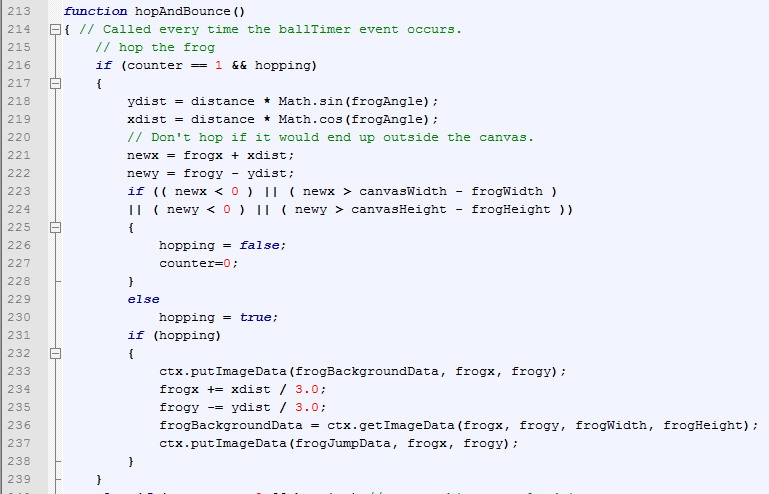 213 function hopAndBounce()
214 { // Called every time the ballTimer event occurs.
215 // hop the frog
216 if (counter == 1 && hopping)
217 {
218 ydist = distance * Math.sin(frogAngle);
219 xdist = distance * Math.cos(frogAngle);
220 // Don't hop if it would end up outside the canvas.
221 newx = frogx + xdist;
222 newy = frogy - ydist;
223 if (( newx < 0 ) || ( newx > canvasWidth - frogWidth )
224 || ( newy < 0 ) || ( newy > canvasHeight - frogHeight ))
225 {
226 hopping = false;
227 counter=0;
228 }
229 else
230 hopping = true;
231 if (hopping)
232 {
233 ctx.putImageData(frogBackgroundData, frogx, frogy);
234 frogx += xdist / 3.0;
235 frogy -= ydist / 3.0;
236 frogBackgroundData = ctx.getImageData(frogx, frogy, frogWidth, frogHeight);
237 ctx.putImageData(frogJumpData, frogx, frogy);
238 }
239 }